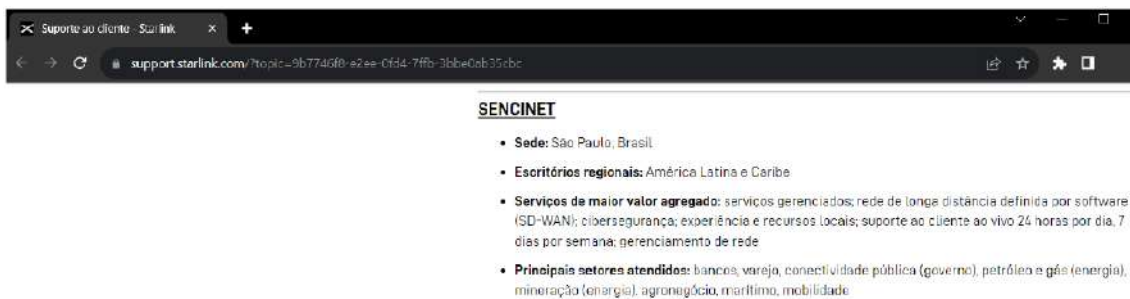 Suporte ao cliente - Starlink
support.starlink.com/?topic=9b7746f8-e2ee-0fd4-7ffb-3bbe0ab35cbc
SENCINET
• Sede: São Paulo, Brasil
• Escritórios regionais: América Latina e Caribe
• Serviços de maior valor agregado: serviços gerenciados; rede de longa distância definida por software
(SD-WAN); cibersegurança; experiência e recursos locais; suporte ao cliente ao vivo 24 horas por dia, 7
dias por semana; gerenciamento de rede
• Principais setores atendidos: bancos, varejo, conectividade pública (governo), petróleo e gás (energia),
mineração (energia), agronegócio, marítimo, mobilidade